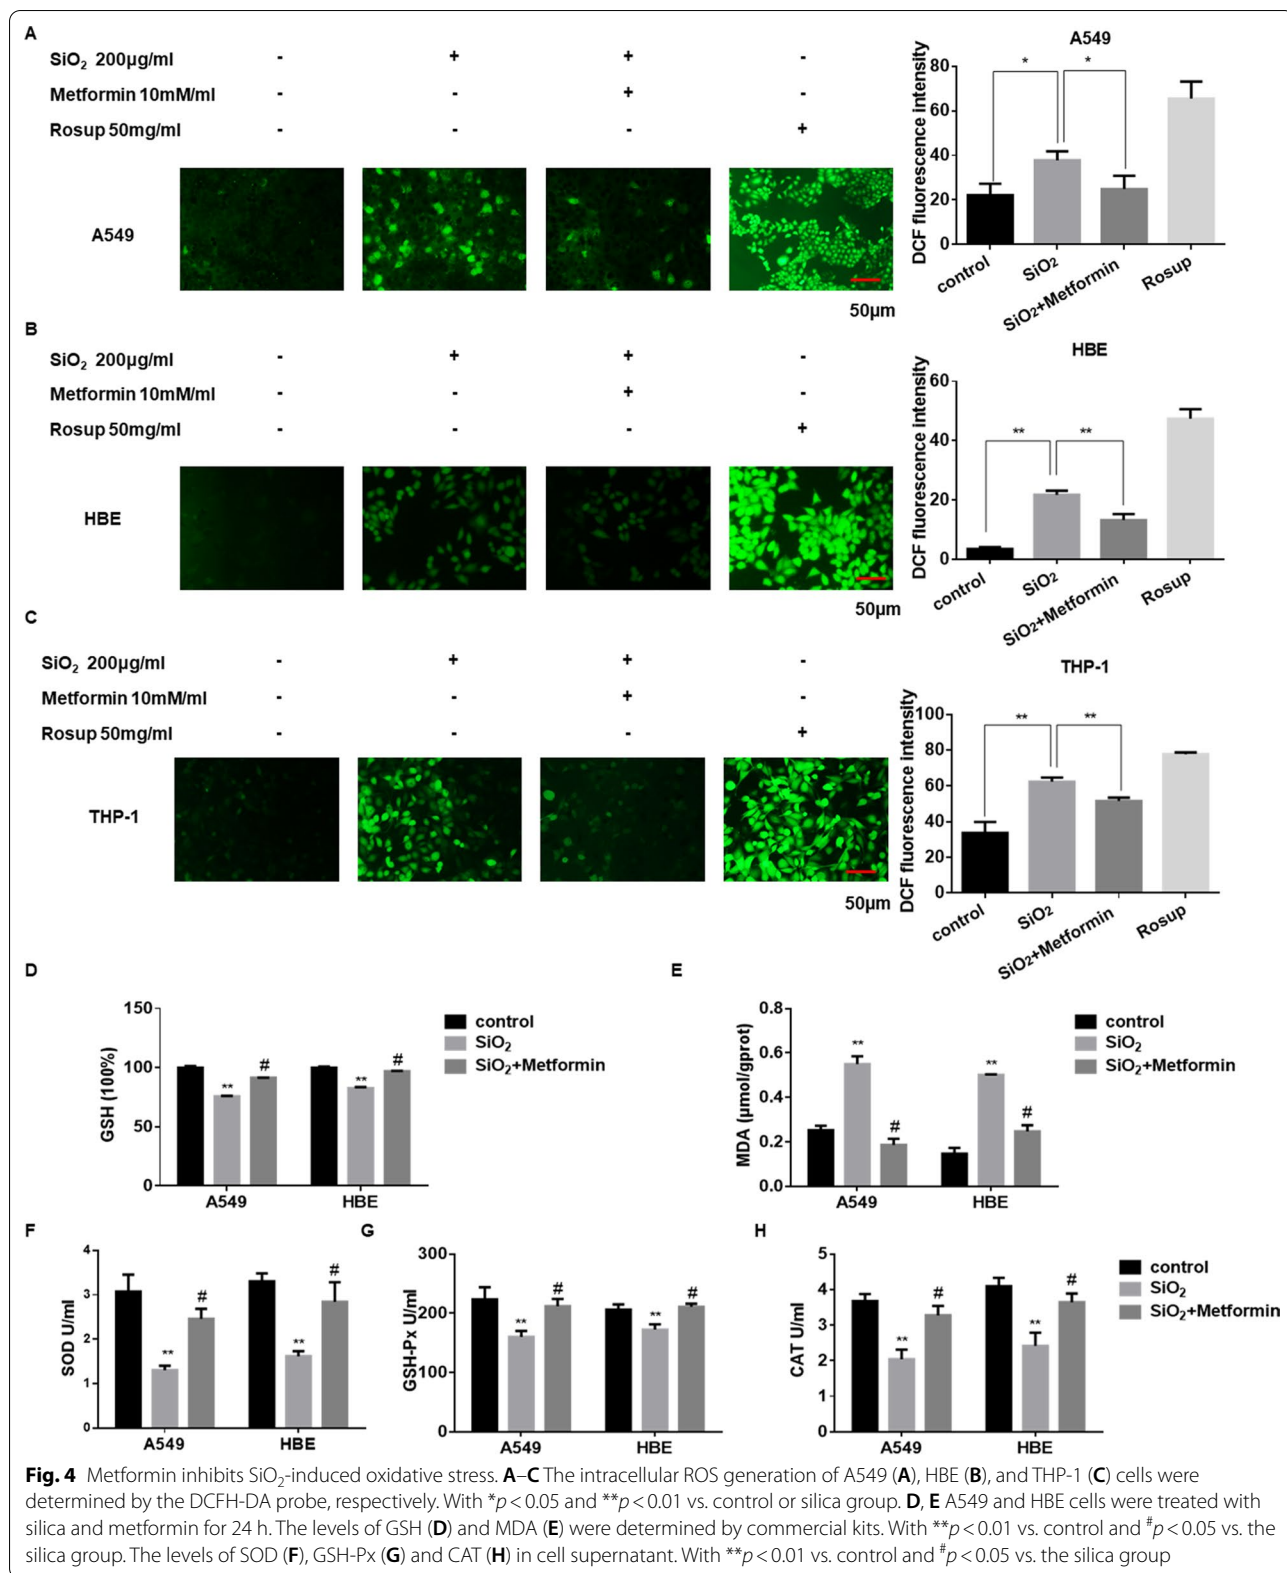 A
SiO₂ 200μg/ml - + + -
Metformin 10mM/ml - - + -
Rosup 50mg/ml - - - +
A549
50μm
A549
DCF fluorescence intensity
80
60
40
20
0
* *
control SiO₂ SiO₂+Metformin Rosup
B
SiO₂ 200μg/ml - + + -
Metformin 10mM/ml - - + -
Rosup 50mg/ml - - - +
HBE
50μm
HBE
DCF fluorescence intensity
60
40
20
0
** **
control SiO₂ SiO₂+Metformin Rosup
C
SiO₂ 200μg/ml - + + -
Metformin 10mM/ml - - + -
Rosup 50mg/ml - - - +
THP-1
50μm
THP-1
DCF fluorescence intensity
100
80
60
40
20
0
** **
control SiO₂ SiO₂+Metformin Rosup
D
GSH (100%)
150
100
50
0
** # ** #
A549 HBE
control
SiO₂
SiO₂+Metformin
E
MDA (μmol/gprot)
0.8
0.6
0.4
0.2
0.0
** # ** #
A549 HBE
control
SiO₂
SiO₂+Metformin
F
SOD U/ml
4
3
2
1
0
** # ** #
A549 HBE
G
GSH-Px U/ml
300
200
100
0
** # ** #
A549 HBE
H
CAT U/ml
5
4
3
2
1
0
** # ** #
A549 HBE
control
SiO₂
SiO₂+Metformin
Fig. 4 Metformin inhibits SiO₂-induced oxidative stress. A–C The intracellular ROS generation of A549 (A), HBE (B), and THP-1 (C) cells were
determined by the DCFH-DA probe, respectively. With *p < 0.05 and **p < 0.01 vs. control or silica group. D, E A549 and HBE cells were treated with
silica and metformin for 24 h. The levels of GSH (D) and MDA (E) were determined by commercial kits. With **p < 0.01 vs. control and #p < 0.05 vs. the
silica group. The levels of SOD (F), GSH-Px (G) and CAT (H) in cell supernatant. With **p < 0.01 vs. control and #p < 0.05 vs. the silica group